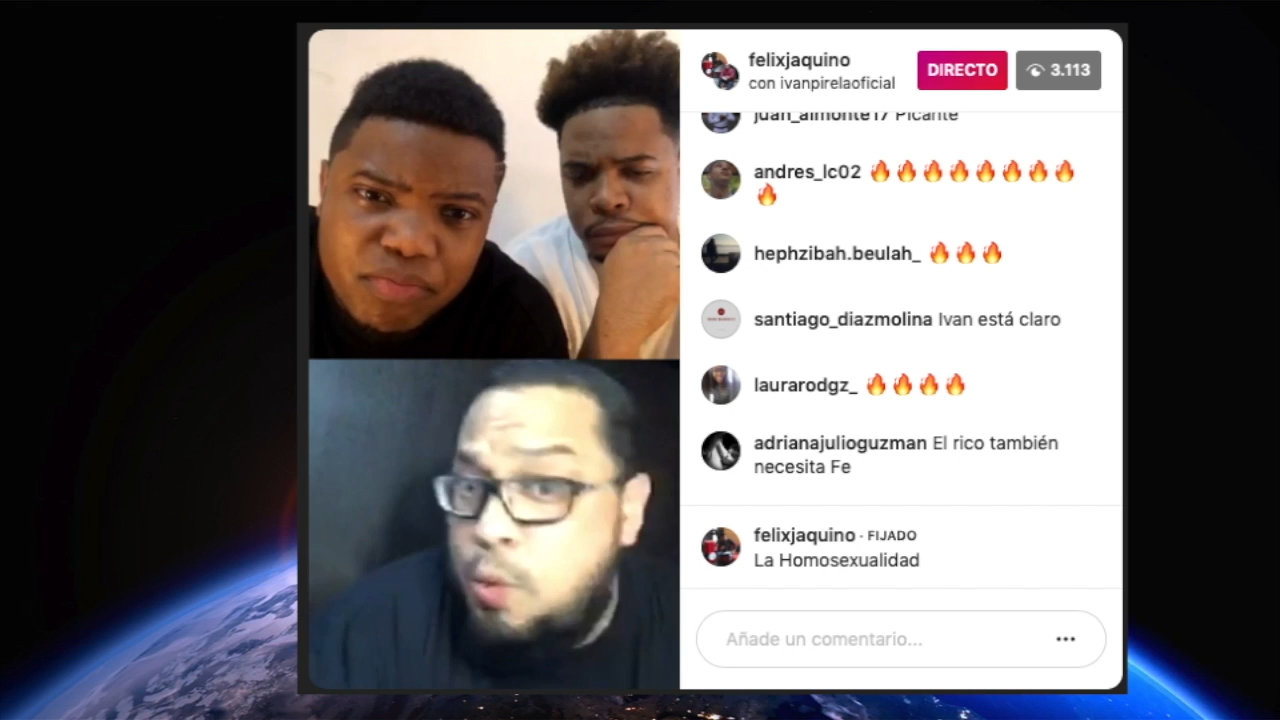 felixjaquino
con ivanpirelaoficial
DIRECTO
3.113
juan_almonte17 Picante
andres_lc02 🔥🔥🔥🔥🔥🔥🔥🔥
🔥
hephzibah.beulah_ 🔥🔥🔥
santiago_diazmolina Ivan está claro
laurarodgz_ 🔥🔥🔥🔥
adrianajulioguzman El rico también
necesita Fe
felixjaquino · FIJADO
La Homosexualidad
Añade un comentario...